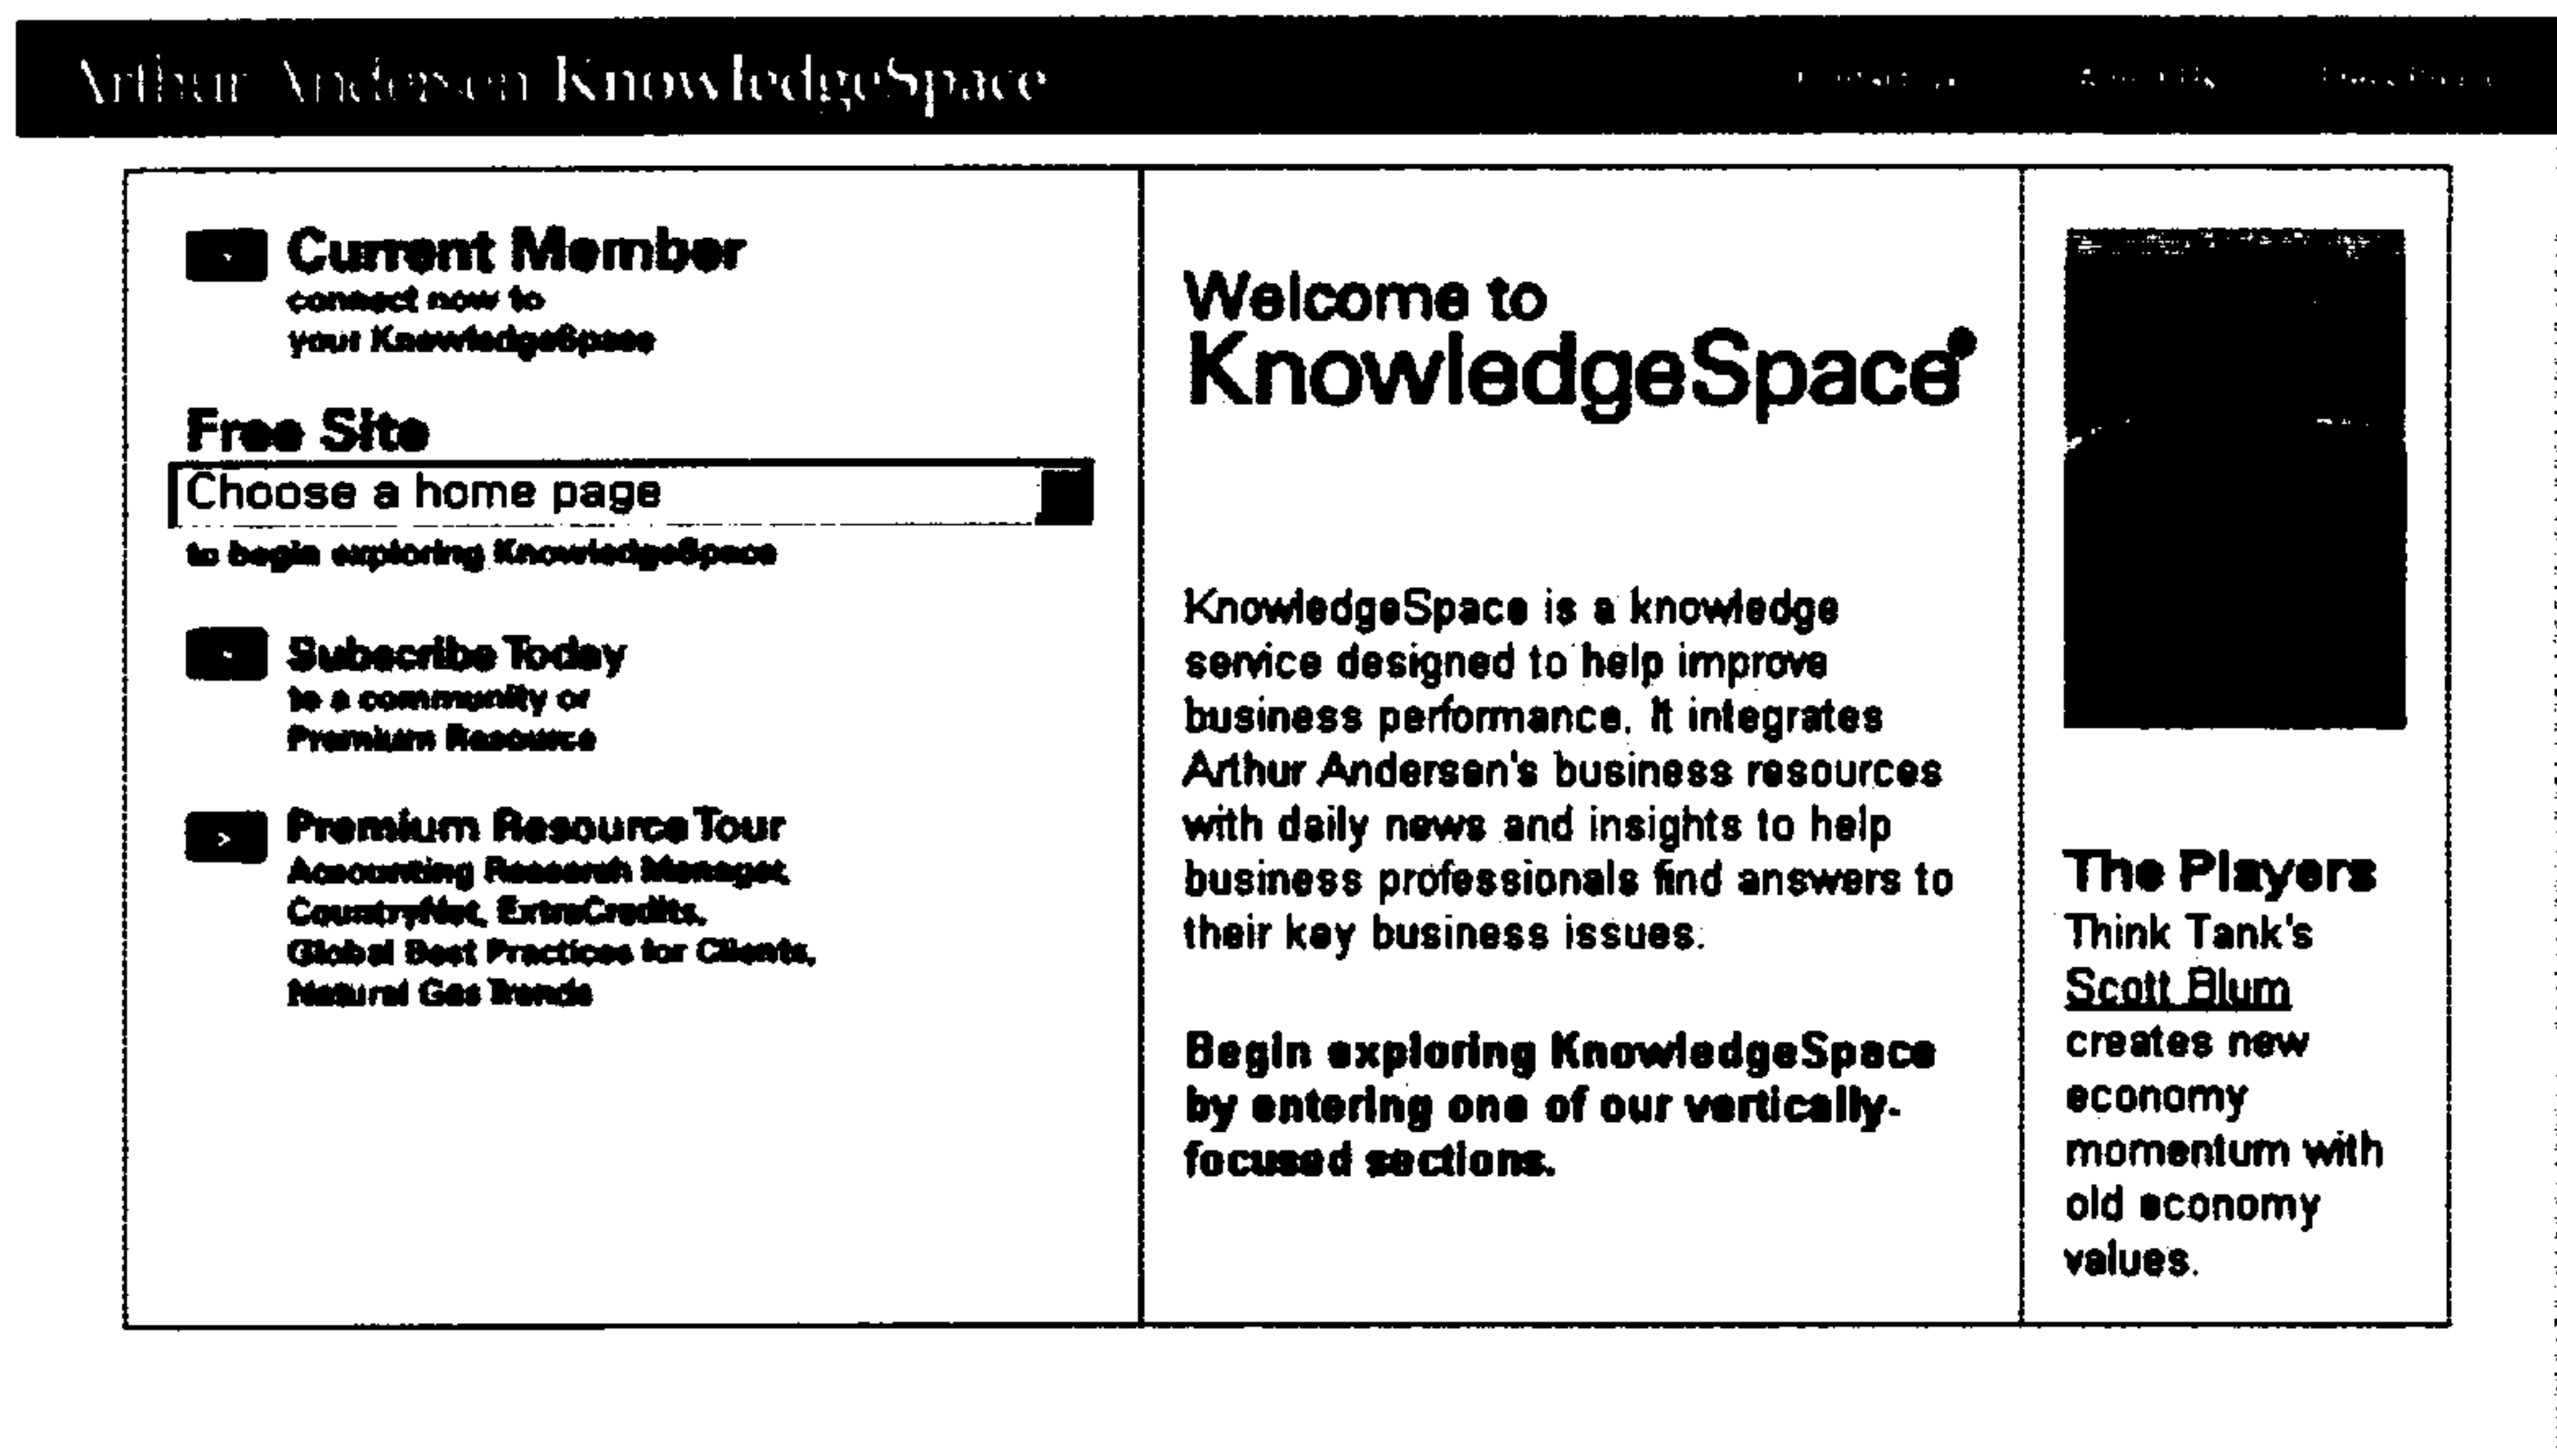 Arthur Andersen KnowledgeSpace
Current Member
connect now to
your KnowledgeSpace
Free Site
Choose a home page
to begin exploring KnowledgeSpace
Subscribe Today
to a community or
Premium Resource
Premium Resource Tour
Accounting Research Manager,
CountryNet, ExtraCredits,
Global Best Practices for Clients,
Natural Gas Trends
Welcome to
KnowledgeSpace
KnowledgeSpace is a knowledge
service designed to help improve
business performance. It integrates
Arthur Andersen's business resources
with daily news and insights to help
business professionals find answers to
their key business issues.
Begin exploring KnowledgeSpace
by entering one of our vertically-
focused sections.
The Players
Think Tank's
Scott Blum
creates new
economy
momentum with
old economy
values.